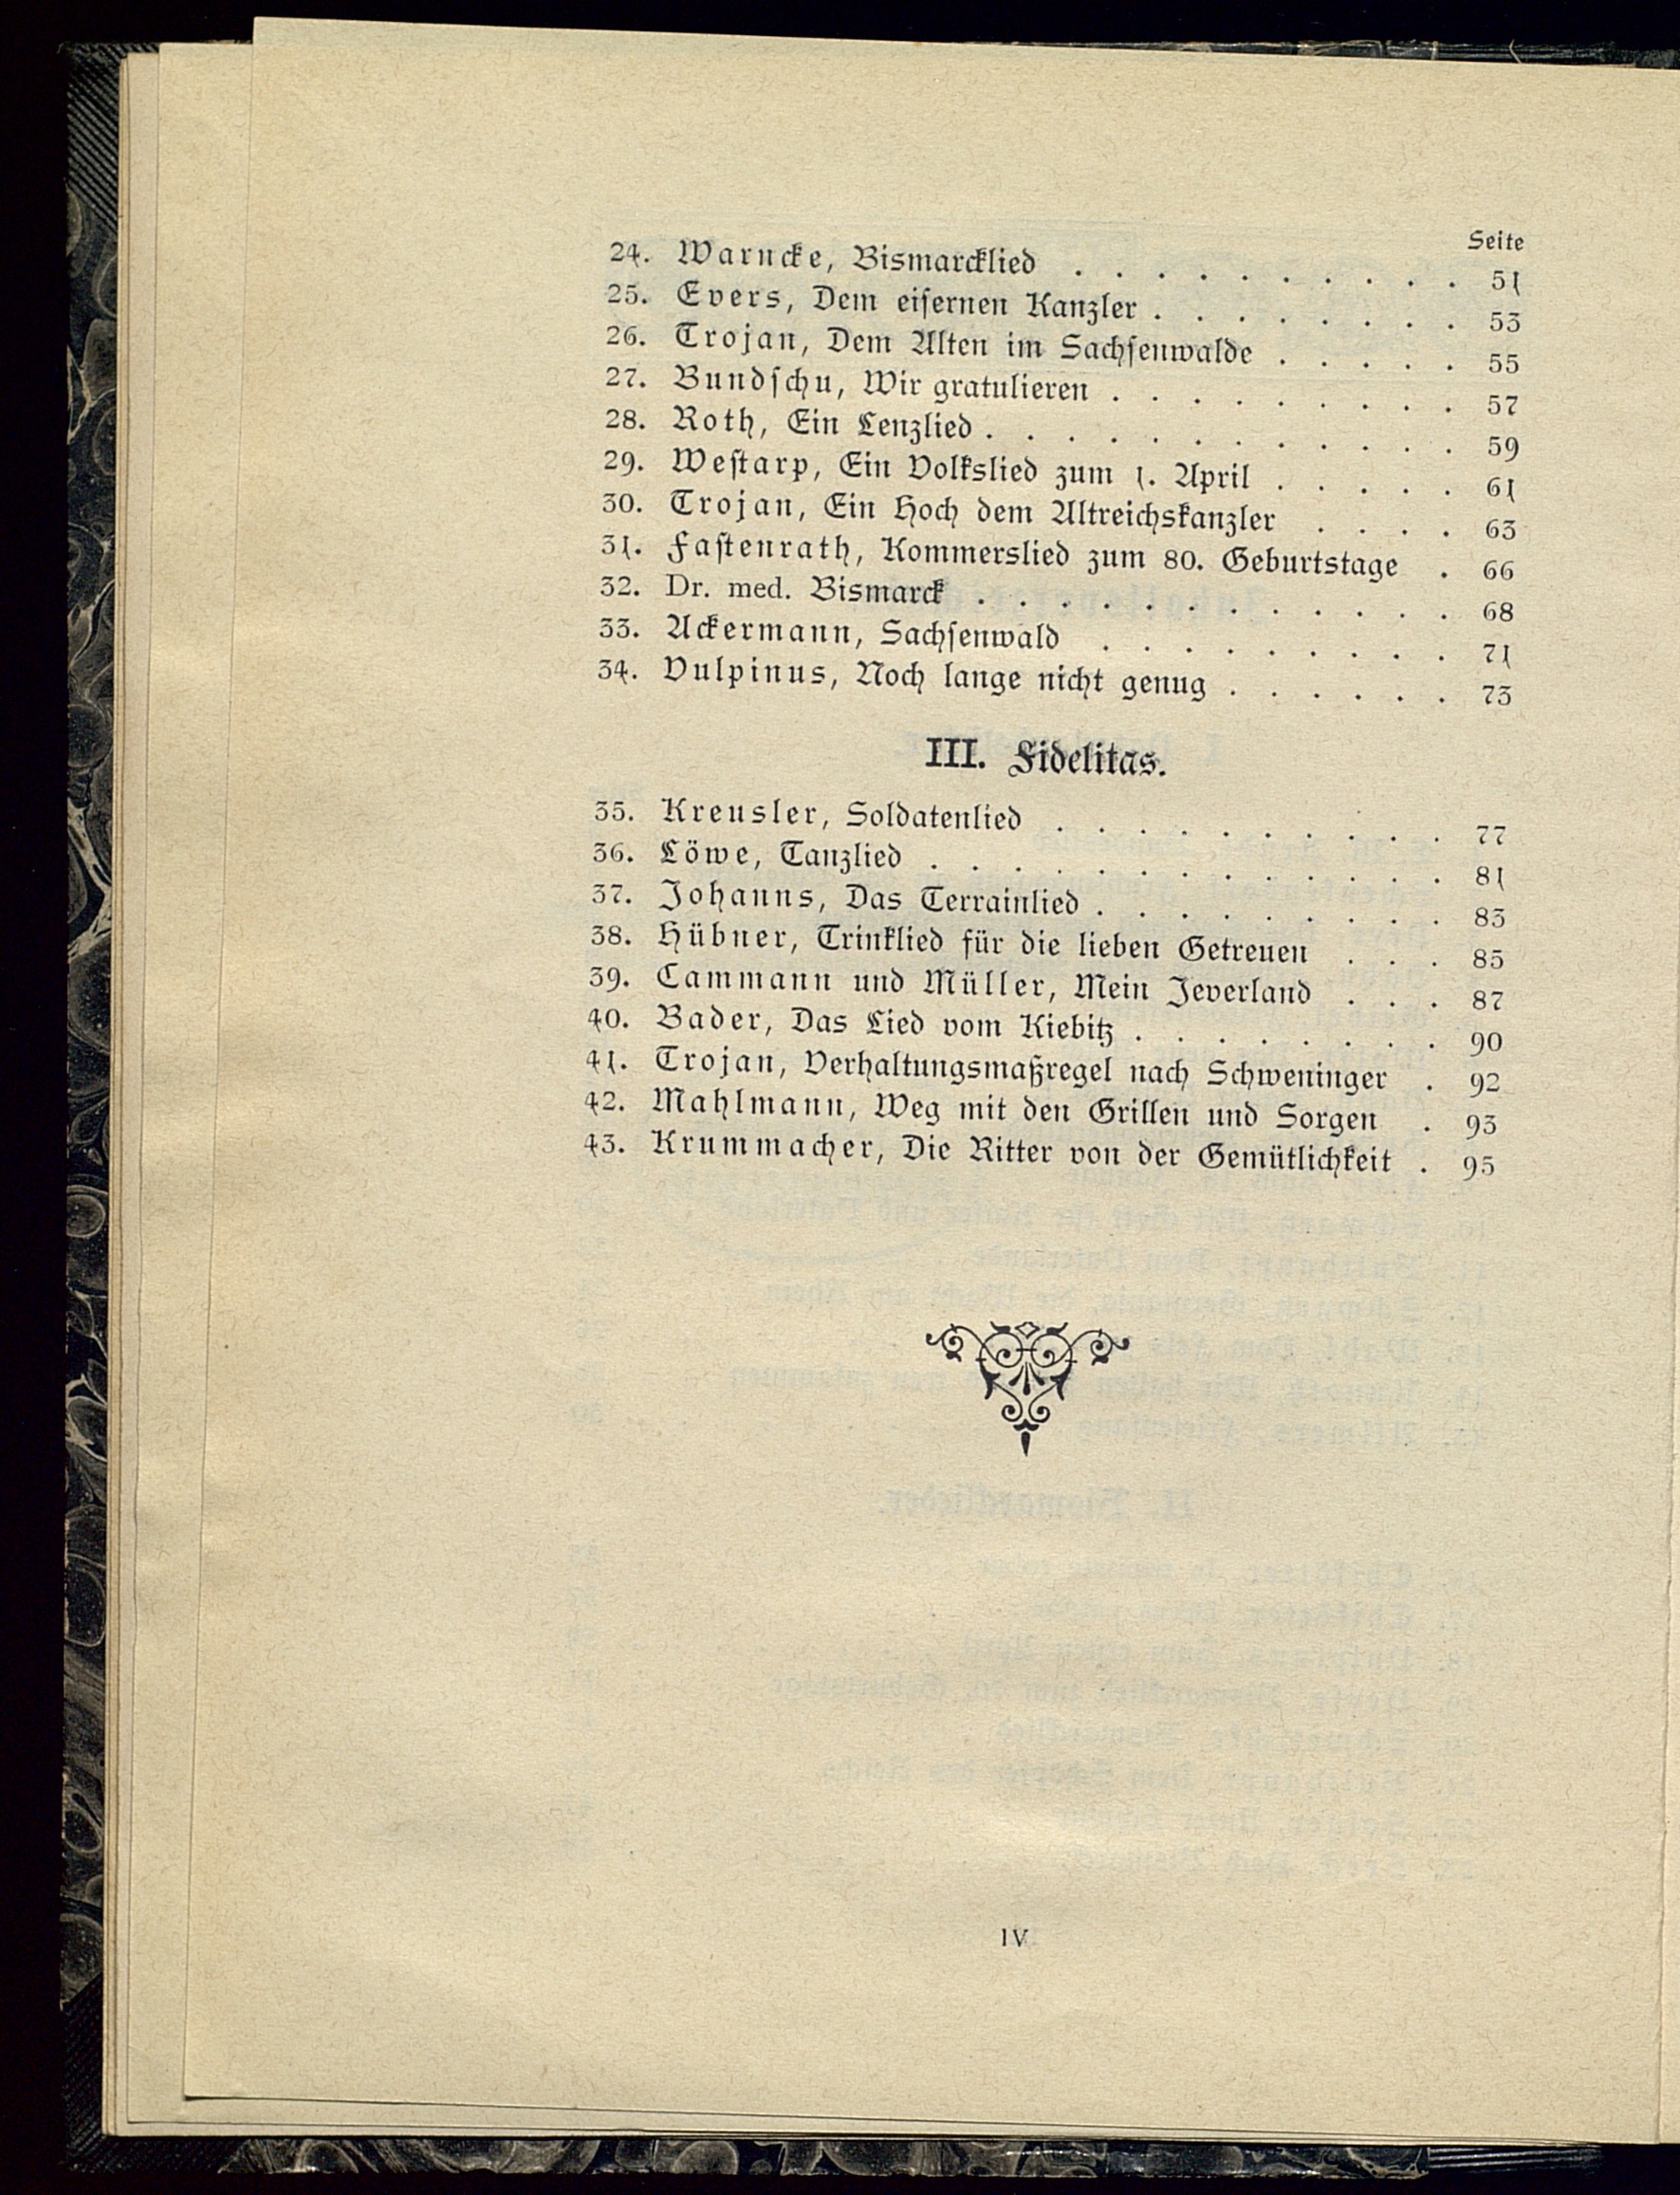 Seite
24. Warncke, Bismarcklied . . . . . . . . . . 51
25. Evers, Dem eisernen Kanzler . . . . . . . . 53
26. Trojan, Dem Alten im Sachsenwalde . . . . . 55
27. Bundschu, Wir gratulieren . . . . . . . . . 57
28. Roth, Ein Lenzlied . . . . . . . . . . . . 59
29. Westarp, Ein Volkslied zum 1. April . . . . . 61
30. Trojan, Ein Hoch dem Altreichskanzler . . . . 63
31. Fastenrath, Kommerslied zum 80. Geburtstage . 66
32. Dr. med. Bismarck . . . . . . . . . . . . 68
33. Ackermann, Sachsenwald . . . . . . . . . 71
34. Vulpinus, Noch lange nicht genug . . . . . . 73
III. Fidelitas.
35. Kreusler, Soldatenlied . . . . . . . . . . 77
36. Löwe, Tanzlied . . . . . . . . . . . . . 81
37. Johanns, Das Terrainlied . . . . . . . . . 83
38. Hübner, Trinklied für die lieben Getreuen . . . 85
39. Cammann und Müller, Mein Jeverland . . . 87
40. Bader, Das Lied vom Kiebitz . . . . . . . . 90
41. Trojan, Verhaltungsmaßregel nach Schweninger . 92
42. Mahlmann, Weg mit den Grillen und Sorgen . 93
43. Krummacher, Die Ritter von der Gemütlichkeit . 95
IV